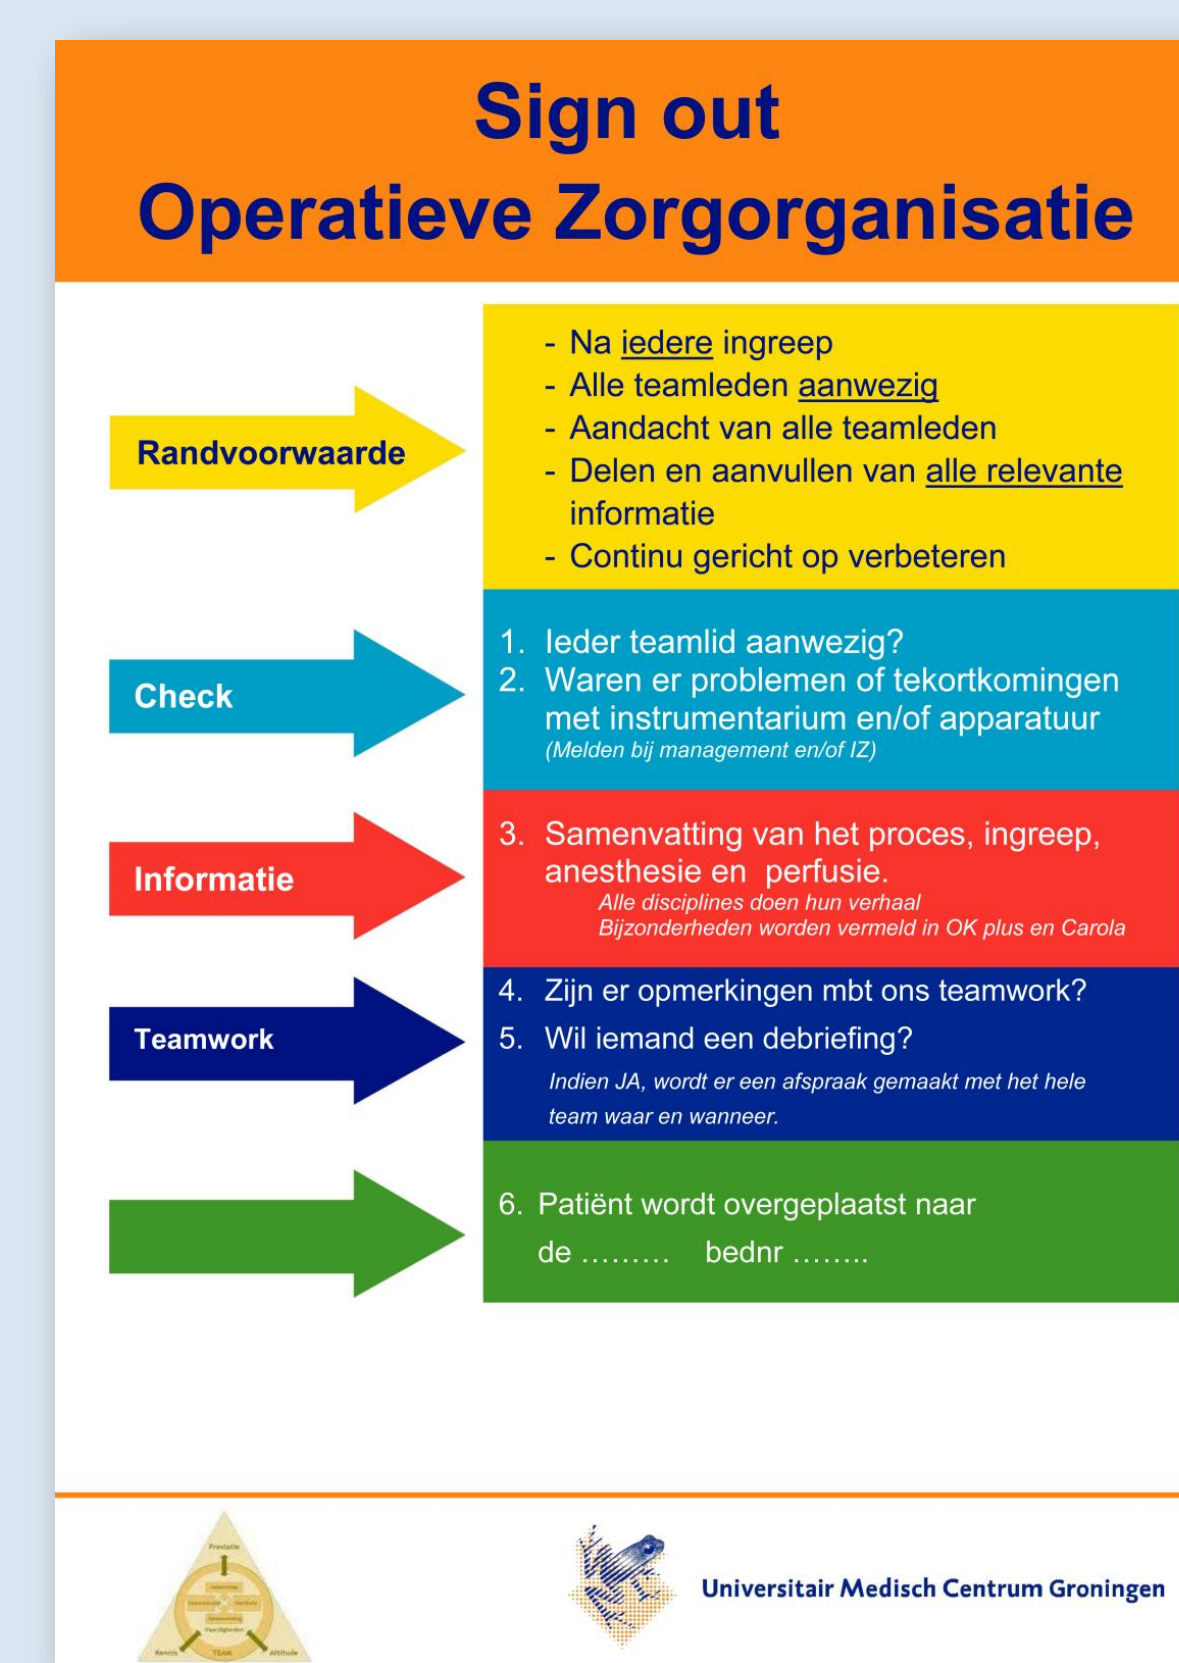 Sign out
Operatieve Zorgorganisatie
Randvoorwaarde
- Na iedere ingreep
- Alle teamleden aanwezig
- Aandacht van alle teamleden
- Delen en aanvullen van alle relevante
informatie
- Continu gericht op verbeteren
Check
1. Ieder teamlid aanwezig?
2. Waren er problemen of tekortkomingen
met instrumentarium en/of apparatuur
(Melden bij management en/of IZ)
Informatie
3. Samenvatting van het proces, ingreep,
anesthesie en perfusie.
Alle disciplines doen hun verhaal
Bijzonderheden worden vermeld in OK plus en Carola
Teamwork
4. Zijn er opmerkingen mbt ons teamwork?
5. Wil iemand een debriefing?
Indien JA, wordt er een afspraak gemaakt met het hele
team waar en wanneer.
6. Patiënt wordt overgeplaatst naar
de ……… bednr ……..
Prestatie
Vaardigheden
Kennis
TEAM
Attitude
Universitair Medisch Centrum Groningen